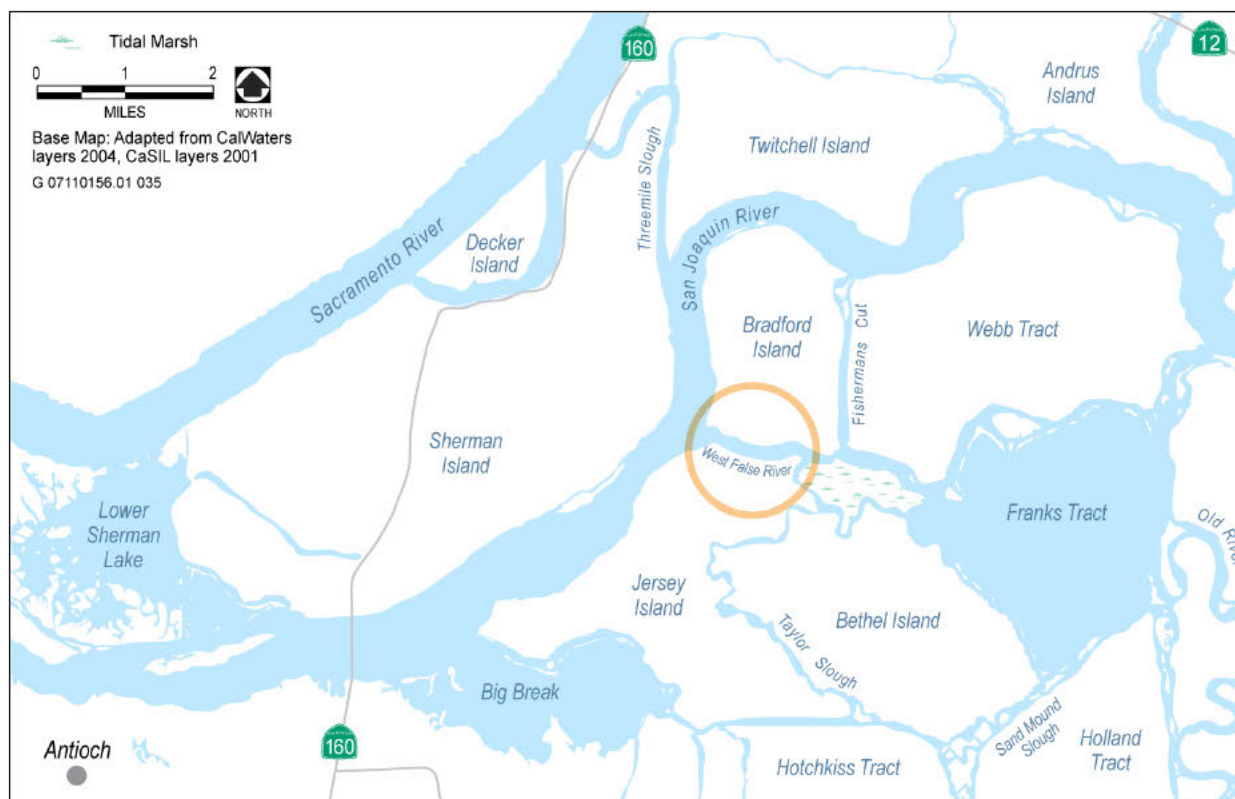 Tidal Marsh
0 1 2
MILES
NORTH
Base Map: Adapted from CalWaters
layers 2004, CaSIL layers 2001
G 07110156.01 035
160
12
Andrus
Island
Twitchell Island
Threemile Slough
San Joaquin River
Sacramento River
Decker
Island
Bradford
Island
Fishermans Cut
Webb Tract
Sherman
Island
West False River
Lower
Sherman
Lake
Franks Tract
Old River
Jersey
Island
Bethel Island
Taylor Slough
Big Break
Sand Mound
Slough
Holland
Tract
Hotchkiss Tract
Antioch
160